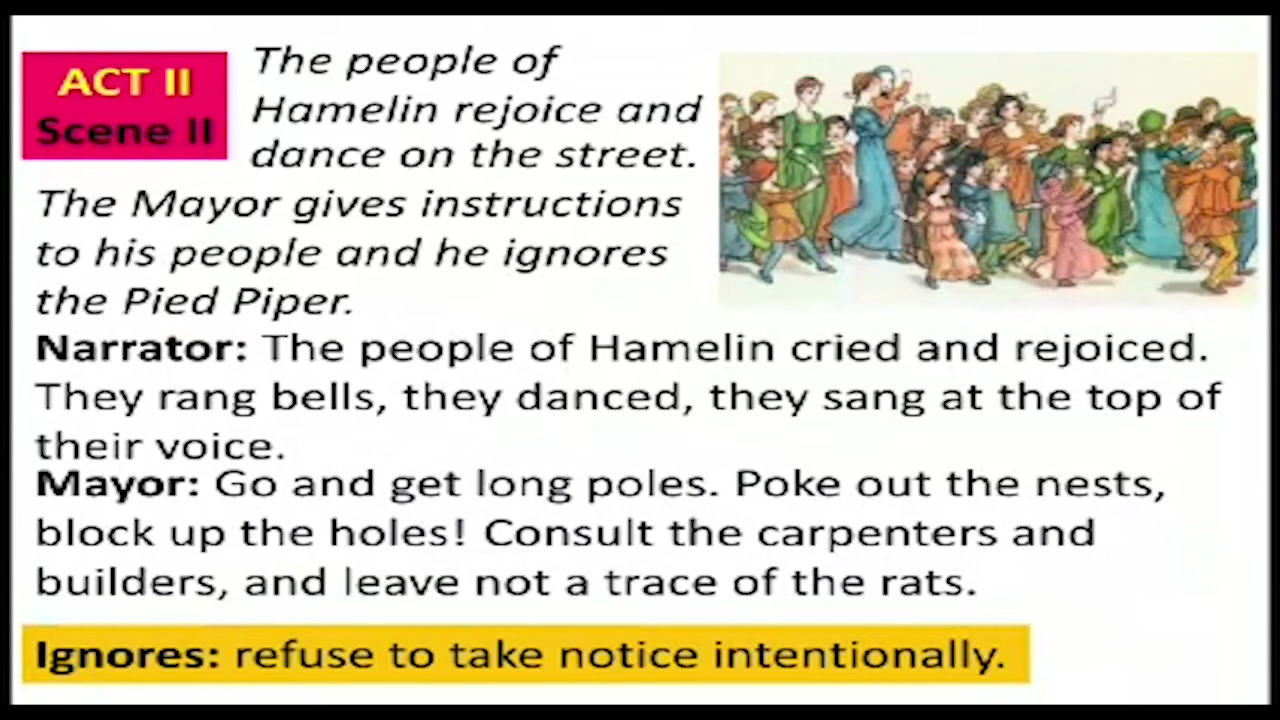 ACT II
Scene II
The people of
Hamelin rejoice and
dance on the street.
The Mayor gives instructions
to his people and he ignores
the Pied Piper.
Narrator: The people of Hamelin cried and rejoiced.
They rang bells, they danced, they sang at the top of
their voice.
Mayor: Go and get long poles. Poke out the nests,
block up the holes! Consult the carpenters and
builders, and leave not a trace of the rats.
Ignores: refuse to take notice intentionally.